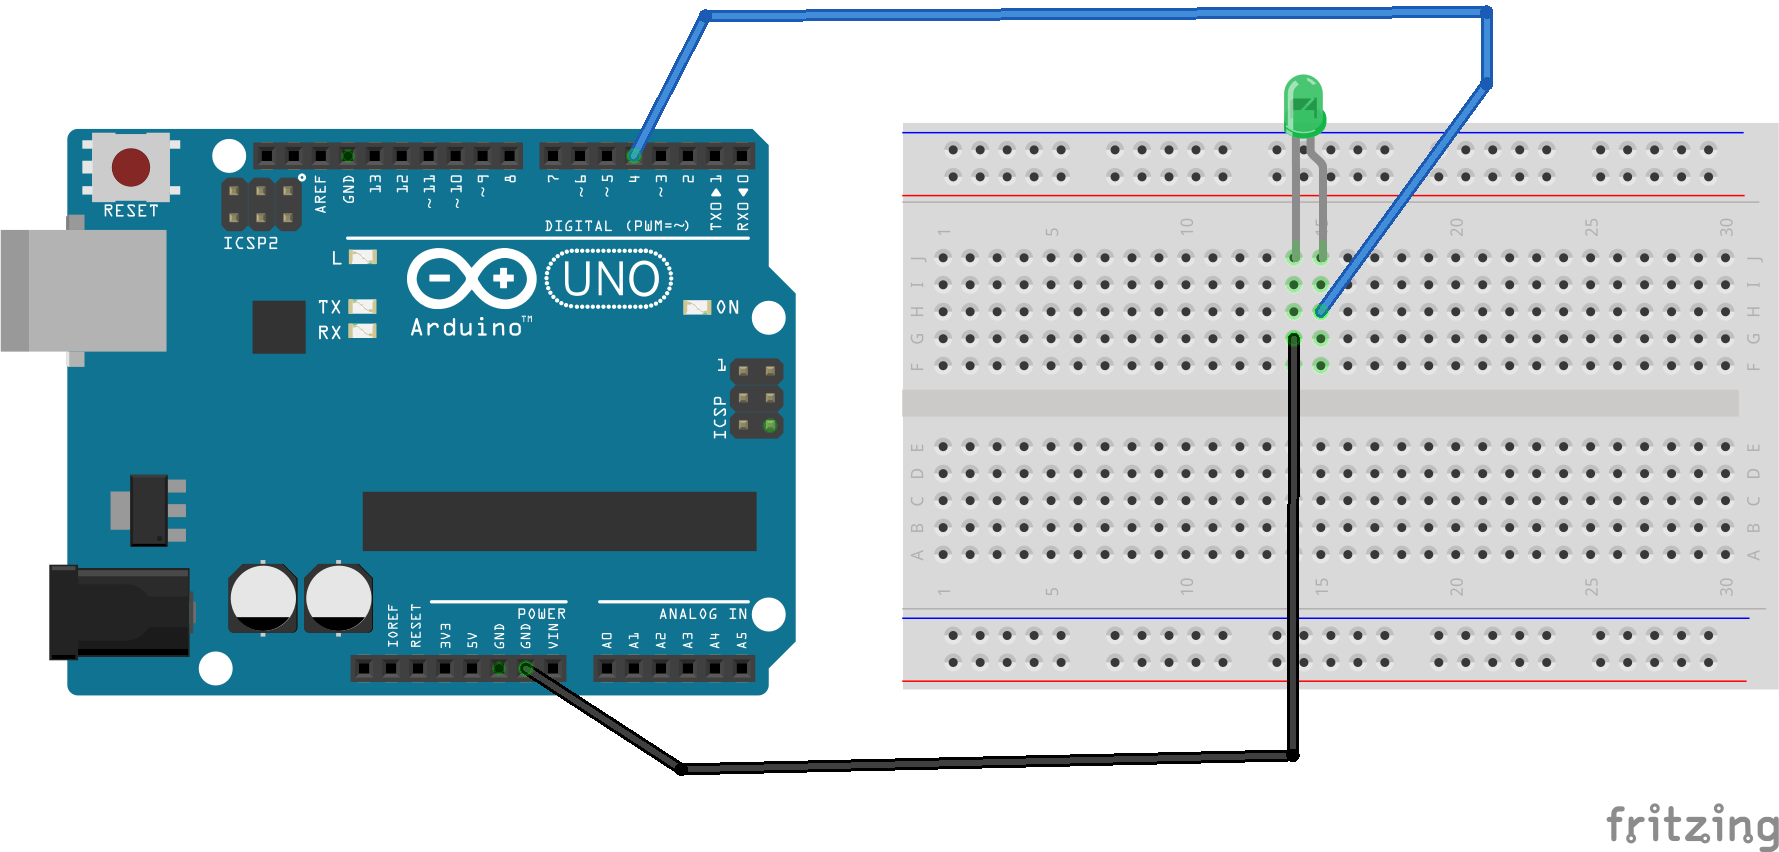 RESET
ICSP2
AREF
GND
13
12
~11
~10
~9
8
7
~6
~5
4
~3
2
TX0▶1
RX0◀0
DIGITAL (PWM=~)
L
TX
RX
UNO
Arduino™
ON
1
ICSP
IOREF
RESET
3V3
5V
GND
GND
VIN
POWER
ANALOG IN
A0
A1
A2
A3
A4
A5
1 5 10 15 20 25 30
J J
I I
H H
G G
F F
E E
D D
C C
B B
A A
1 5 10 15 20 25 30
fritzing